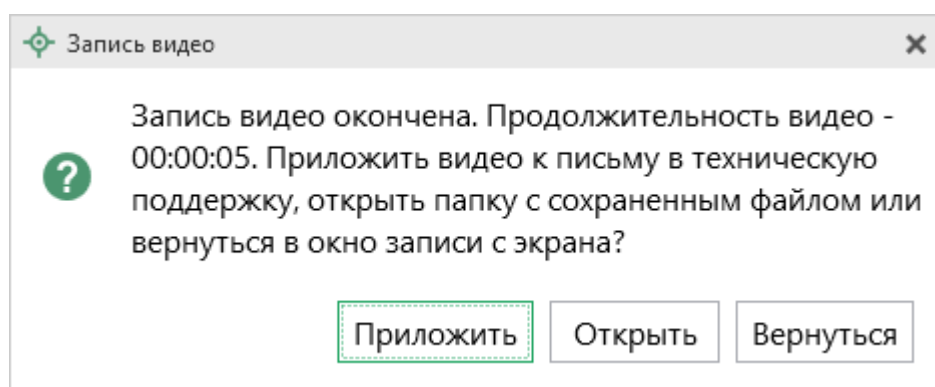 Запись видео
Запись видео окончена. Продолжительность видео -
00:00:05. Приложить видео к письму в техническую
поддержку, открыть папку с сохраненным файлом или
вернуться в окно записи с экрана?
Приложить Открыть Вернуться